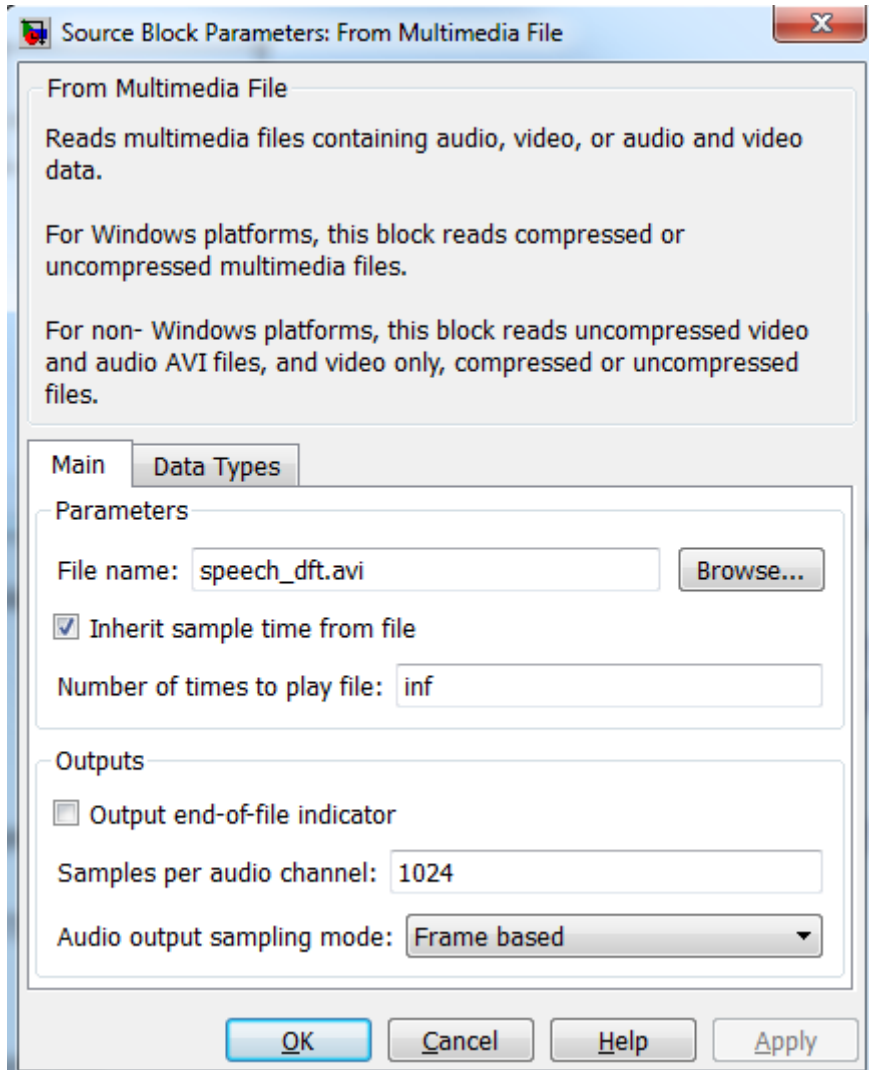 Source Block Parameters: From Multimedia File
From Multimedia File
Reads multimedia files containing audio, video, or audio and video
data.
For Windows platforms, this block reads compressed or
uncompressed multimedia files.
For non- Windows platforms, this block reads uncompressed video
and audio AVI files, and video only, compressed or uncompressed
files.
Main Data Types
Parameters
File name: speech_dft.avi Browse...
Inherit sample time from file
Number of times to play file: inf
Outputs
Output end-of-file indicator
Samples per audio channel: 1024
Audio output sampling mode: Frame based
OK Cancel Help Apply